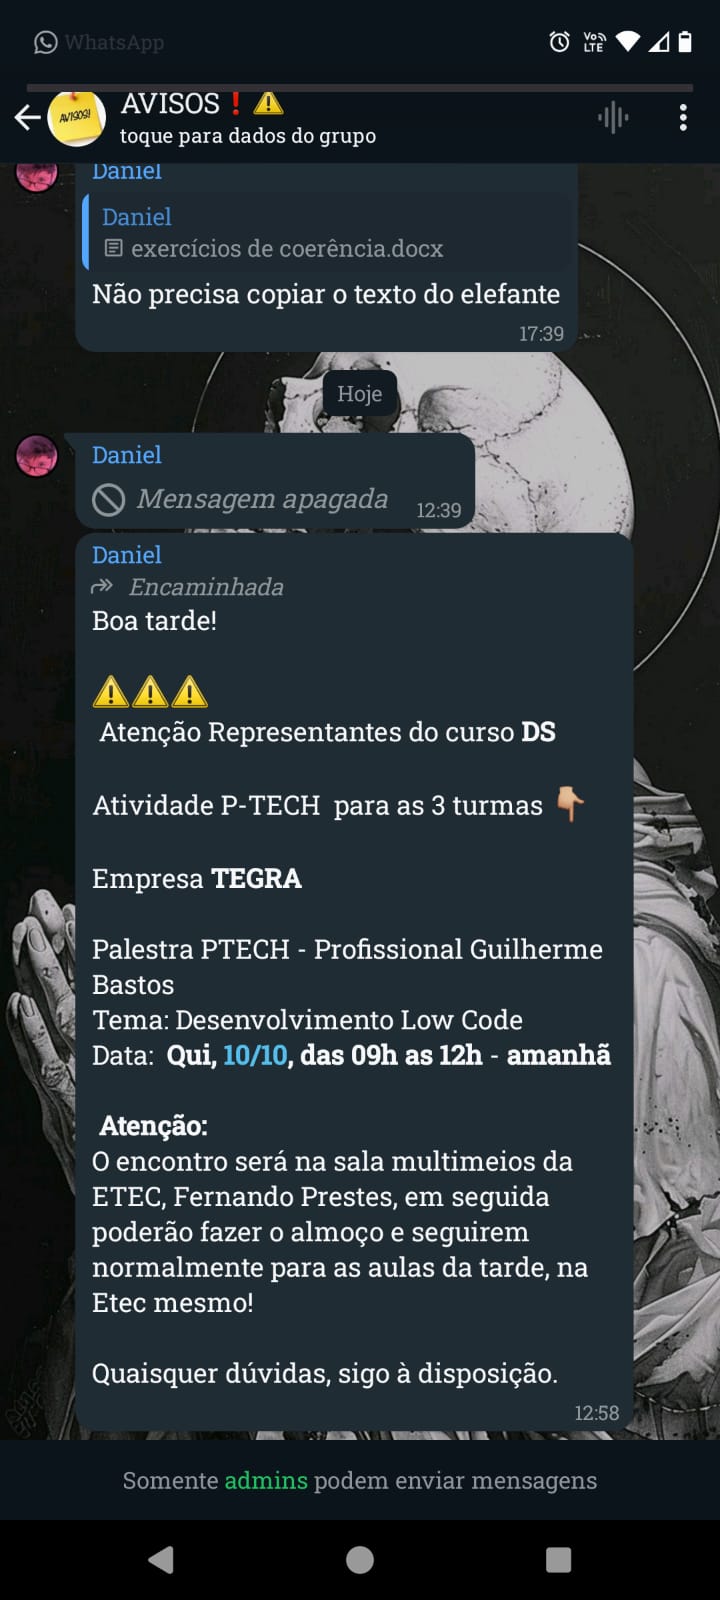 WhatsApp
Vo)) LTE
AVISOS!
AVISOS❗⚠️
toque para dados do grupo
Daniel
Daniel
exercícios de coerência.docx
Não precisa copiar o texto do elefante
17:39
Hoje
Daniel
Mensagem apagada
12:39
Daniel
Encaminhada
Boa tarde!
⚠️⚠️⚠️
Atenção Representantes do curso DS
Atividade P-TECH para as 3 turmas 👇🏼
Empresa TEGRA
Palestra PTECH - Profissional Guilherme
Bastos
Tema: Desenvolvimento Low Code
Data: Qui, 10/10, das 09h as 12h - amanhã
Atenção:
O encontro será na sala multimeios da
ETEC, Fernando Prestes, em seguida
poderão fazer o almoço e seguirem
normalmente para as aulas da tarde, na
Etec mesmo!
Quaisquer dúvidas, sigo à disposição.
12:58
Somente admins podem enviar mensagens